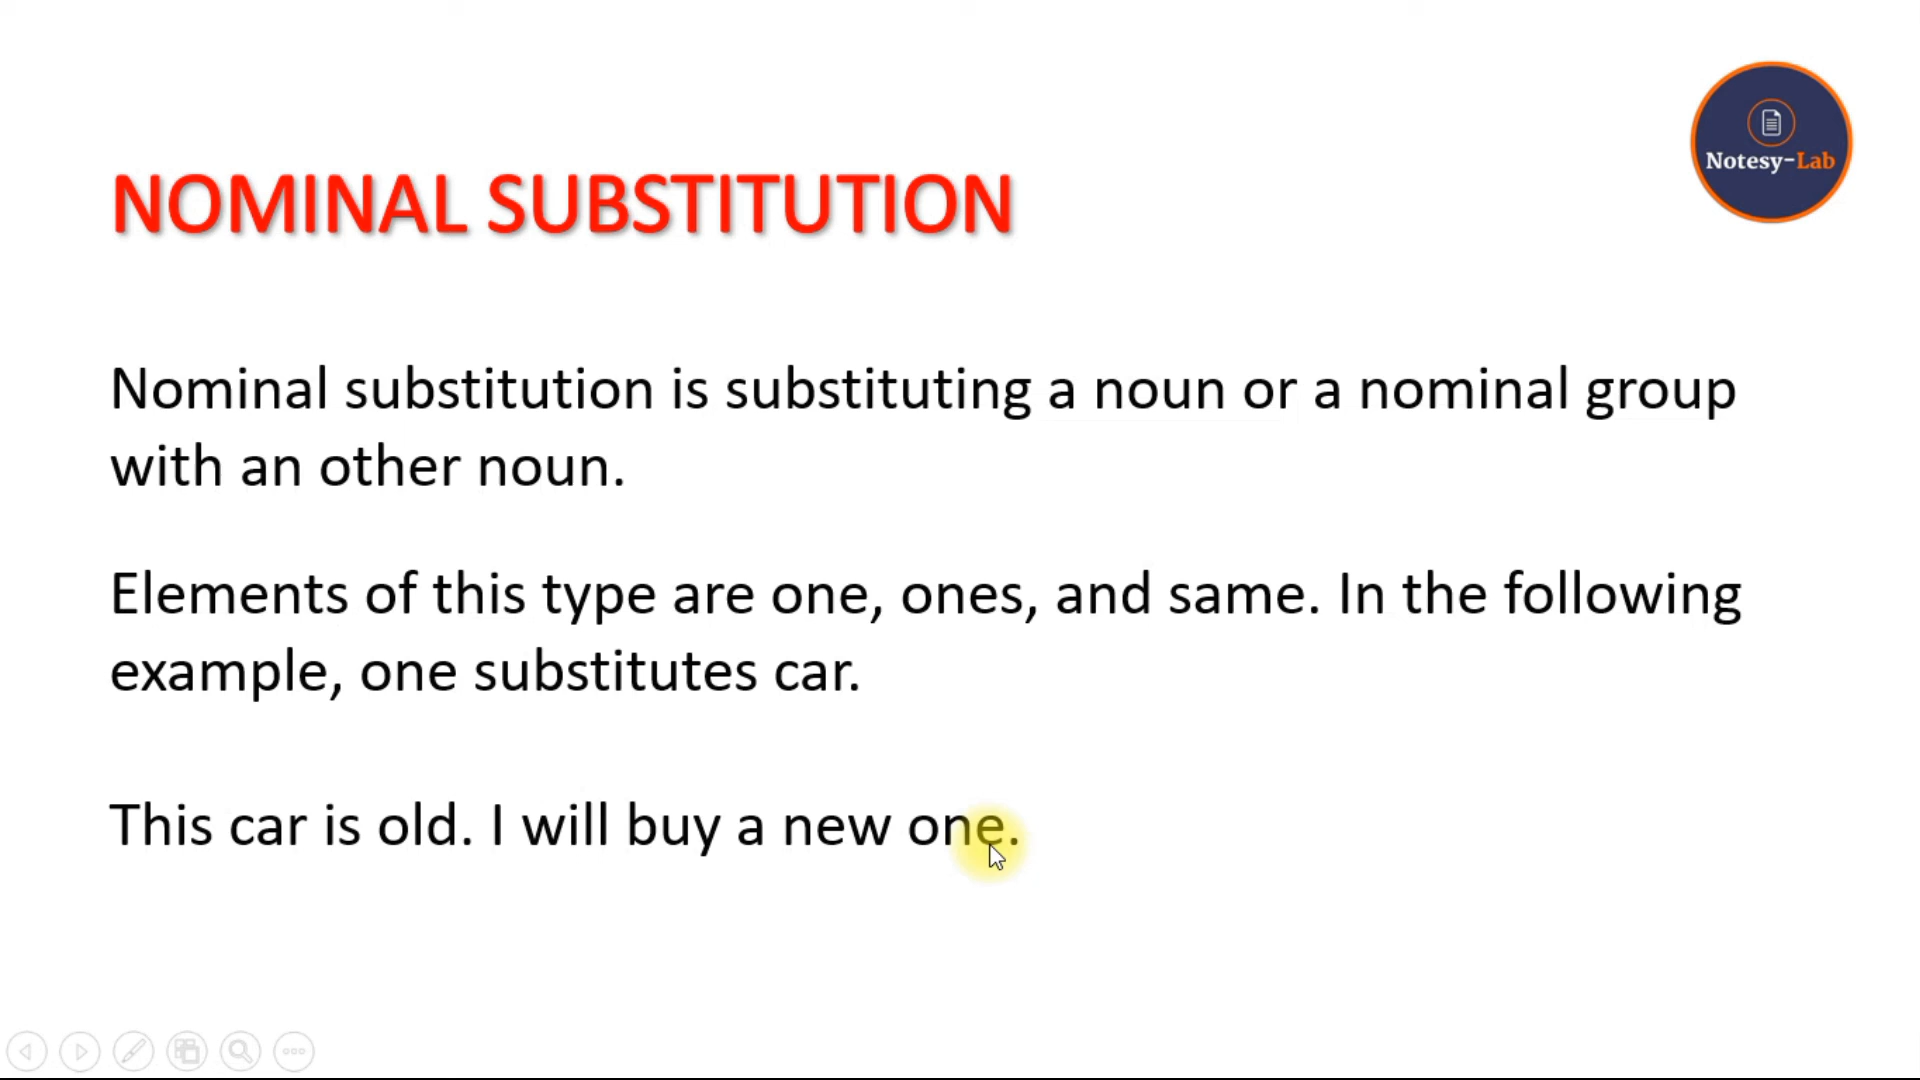 Notesy-Lab
NOMINAL SUBSTITUTION
Nominal substitution is substituting a noun or a nominal group
with an other noun.
Elements of this type are one, ones, and same. In the following
example, one substitutes car.
This car is old. I will buy a new one.